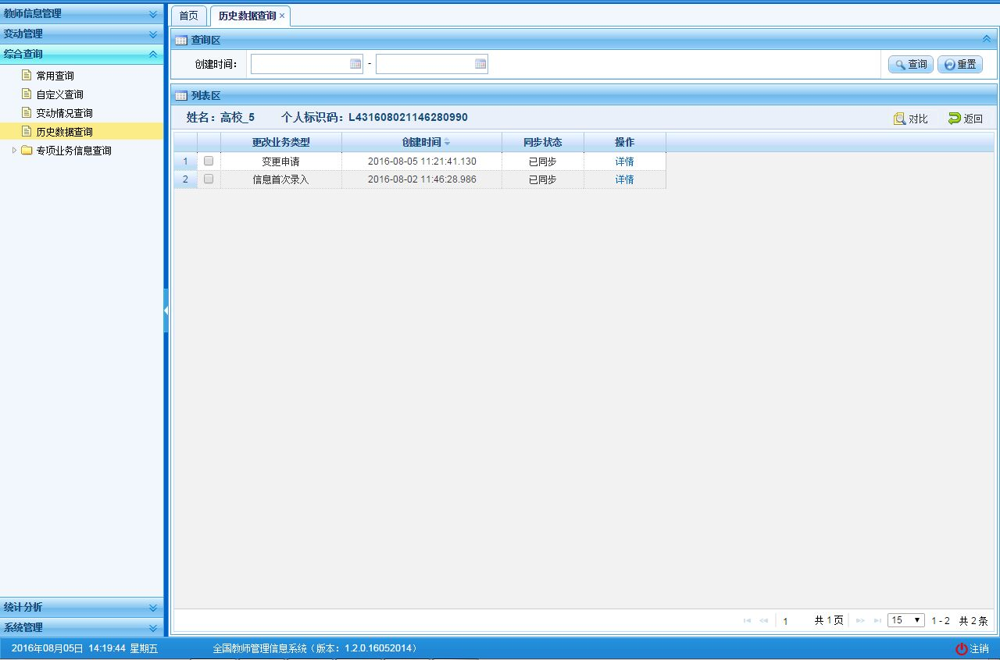 教师信息管理
变动管理
综合查询
常用查询
自定义查询
变动情况查询
历史数据查询
专项业务信息查询
统计分析
系统管理
首页 历史数据查询 ×
查询区
创建时间： - 查询 重置
列表区
姓名：高校_5 个人标识码：L431608021146280990 对比 返回
更改业务类型 创建时间 同步状态 操作
1 变更申请 2016-08-05 11:21:41.130 已同步 详情
2 信息首次录入 2016-08-02 11:46:28.986 已同步 详情
1 共 1 页 15 1 - 2 共 2 条
2016年08月05日 14:19:44 星期五 全国教师管理信息系统（版本：1.2.0.16052014） 注销